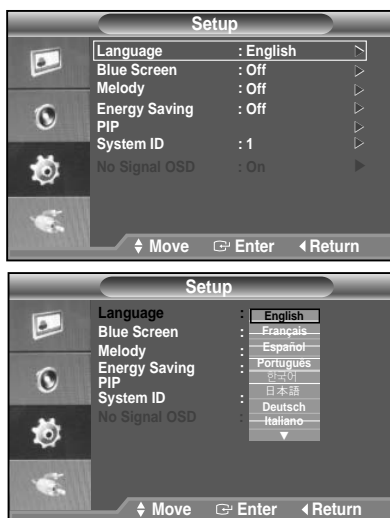 Setup
Language : English
Blue Screen : Off
Melody : Off
Energy Saving : Off
PIP
System ID : 1
No Signal OSD : On
Move Enter Return
Setup
Language : English
Blue Screen : Français
Melody : Español
Energy Saving : Português
PIP 한국어
System ID : 日本語
Deutsch
No Signal OSD : Italiano
▼
Move Enter Return